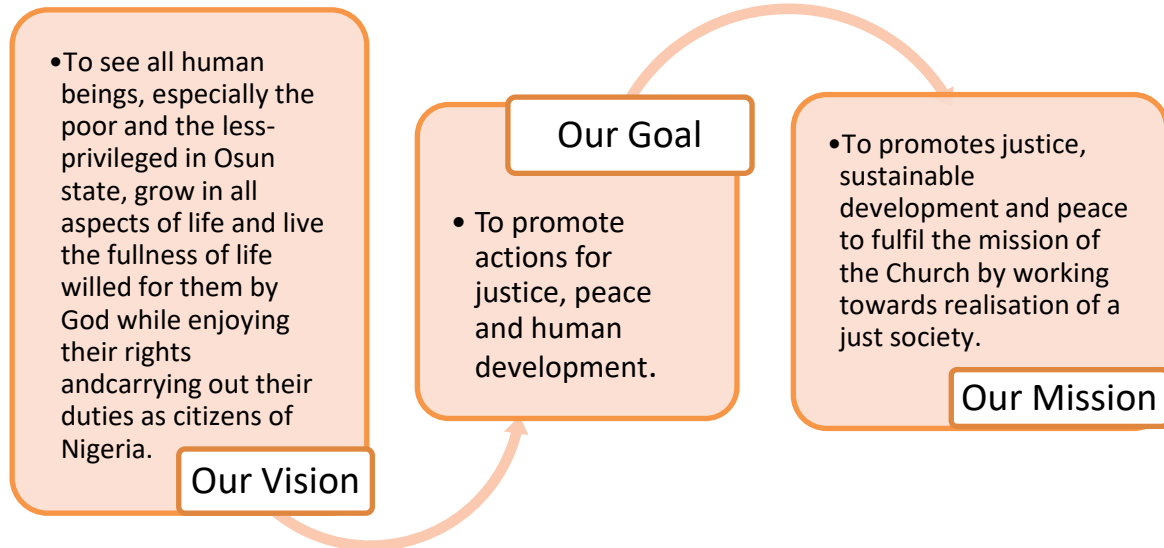 •To see all human
beings, especially the
poor and the less-
privileged in Osun
state, grow in all
aspects of life and live
the fullness of life
willed for them by
God while enjoying
their rights
andcarrying out their
duties as citizens of
Nigeria.
Our Vision
Our Goal
• To promote
actions for
justice, peace
and human
development.
•To promotes justice,
sustainable
development and peace
to fulfil the mission of
the Church by working
towards realisation of a
just society.
Our Mission